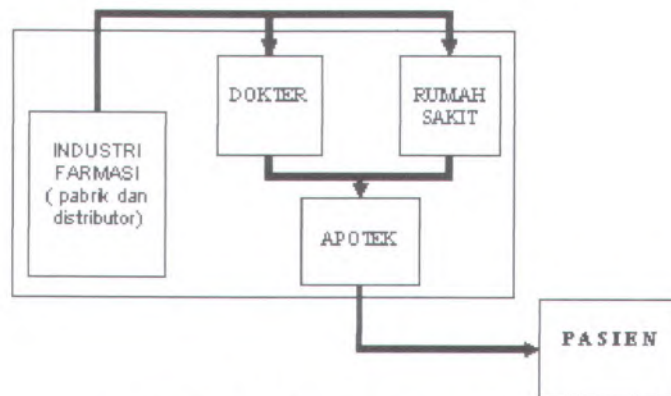 DOKTER
RUMAH
SAKIT
INDUSTRI
FARMASI
( pabrik dan
distributor)
APOTEK
PASIEN